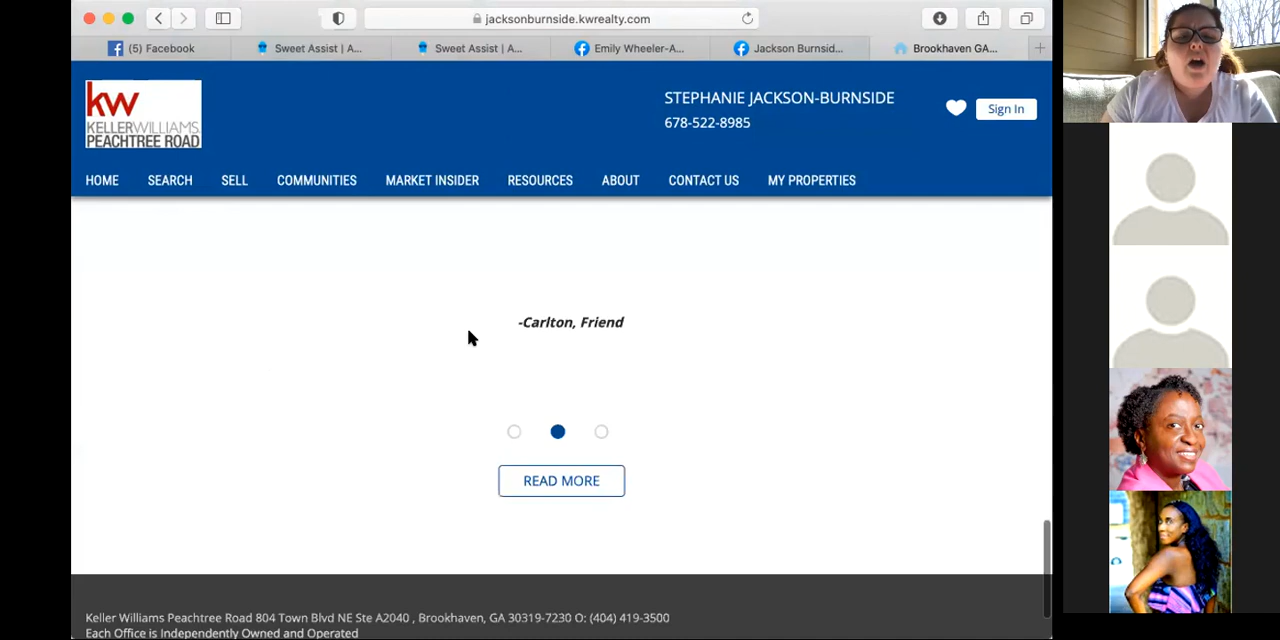 jacksonburnside.kwrealty.com
(5) Facebook
Sweet Assist | A...
Sweet Assist | A...
Emily Wheeler-A...
Jackson Burnsid...
Brookhaven GA...
kw
KELLERWILLIAMS.
PEACHTREE ROAD
STEPHANIE JACKSON-BURNSIDE
678-522-8985
Sign In
HOME SEARCH SELL COMMUNITIES MARKET INSIDER RESOURCES ABOUT CONTACT US MY PROPERTIES
-Carlton, Friend
READ MORE
Keller Williams Peachtree Road 804 Town Blvd NE Ste A2040 , Brookhaven, GA 30319-7230 O: (404) 419-3500
Each Office is Independently Owned and Operated